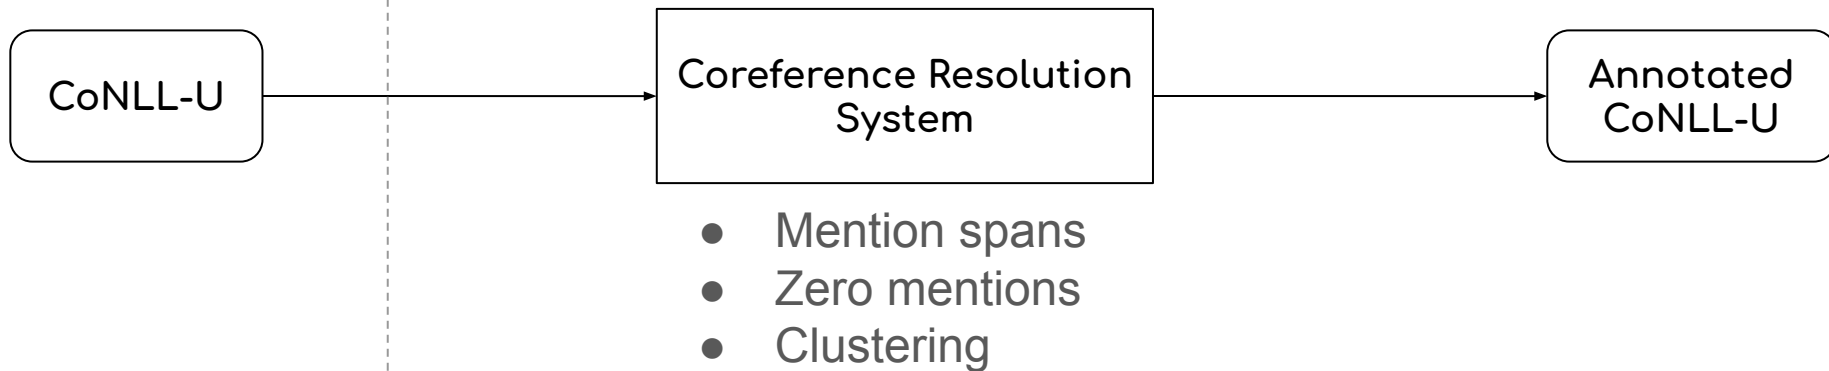 CoNLL-U
Coreference Resolution
System
Annotated
CoNLL-U
● Mention spans
● Zero mentions
● Clustering